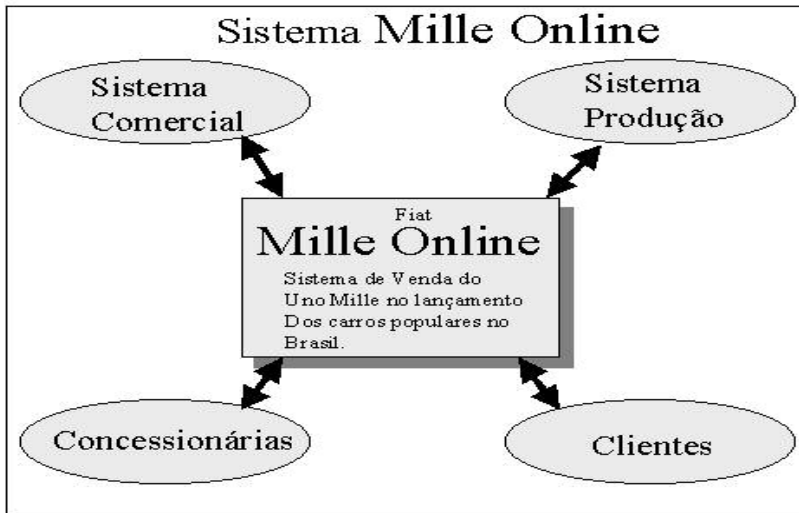 Sistema Mille Online
Sistema
Comercial
Sistema
Produção
Fiat
Mille Online
Sistema de Venda do
Uno Mille no lançamento
Dos carros populares no
Brasil.
Concessionárias
Clientes